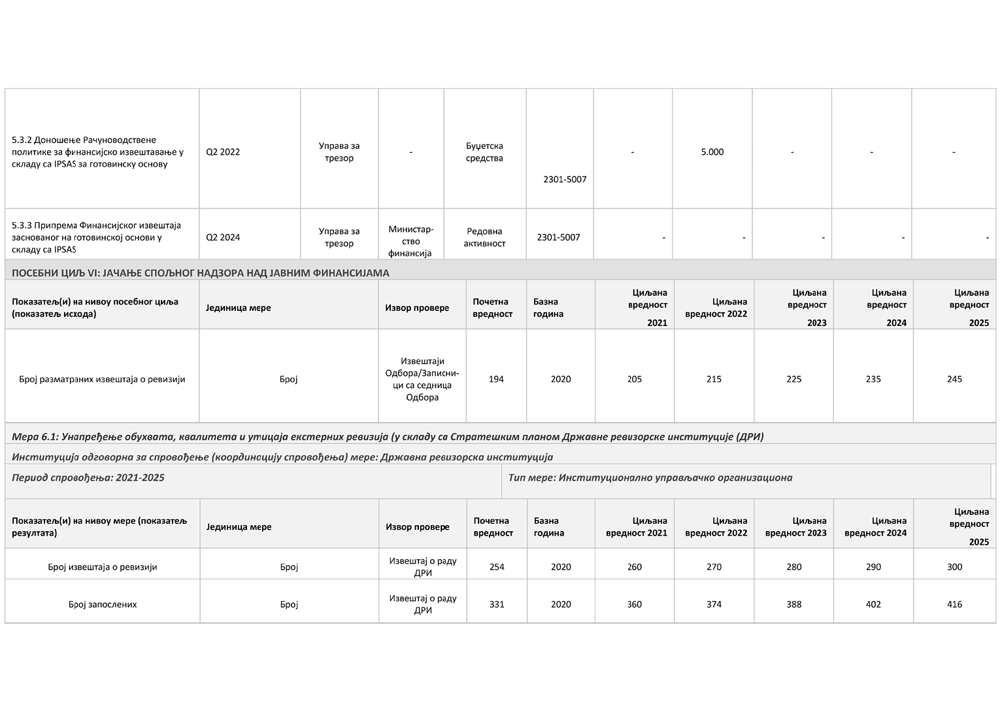 5.3.2 Доношење Рачуноводствене
политике за финансијско извештавање у
складу са IPSAS за готовинску основу
Q2 2022
Управа за
трезор
-
Буџетска
средства
2301-5007
-
5.000
-
-
-
5.3.3 Припрема Финансијског извештаја
заснованог на готовинској основи у
складу са IPSAS
Q2 2024
Управа за
трезор
Министар-
ство
финансија
Редовна
активност
2301-5007
-
-
-
-
-
ПОСЕБНИ ЦИЉ VI: ЈАЧАЊЕ СПОЉНОГ НАДЗОРА НАД ЈАВНИМ ФИНАНСИЈАМА
Показатељ(и) на нивоу посебног циља
(показатељ исхода)
Јединица мере
Извор провере
Почетна
вредност
Базна
година
Циљана
вредност
2021
Циљана
вредност 2022
Циљана
вредност
2023
Циљана
вредност
2024
Циљана
вредност
2025
Број разматраних извештаја о ревизији
Број
Извештаји
Одбора/Записни-
ци са седница
Одбора
194
2020
205
215
225
235
245
Мера 6.1: Унапређење обухвата, квалитета и утицаја екстерних ревизија (у складу са Стратешким планом Државне ревизорске институције (ДРИ)
Институција одговорна за спровођење (координацију спровођења) мере: Државна ревизорска институција
Период спровођења: 2021-2025
Тип мере: Институционално управљачко организациона
Показатељ(и) на нивоу мере (показатељ
резултата)
Јединица мере
Извор провере
Почетна
вредност
Базна
година
Циљана
вредност 2021
Циљана
вредност 2022
Циљана
вредност 2023
Циљана
вредност 2024
Циљана
вредност
2025
Број извештаја о ревизији
Број
Извештај о раду
ДРИ
254
2020
260
270
280
290
300
Број запослених
Број
Извештај о раду
ДРИ
331
2020
360
374
388
402
416